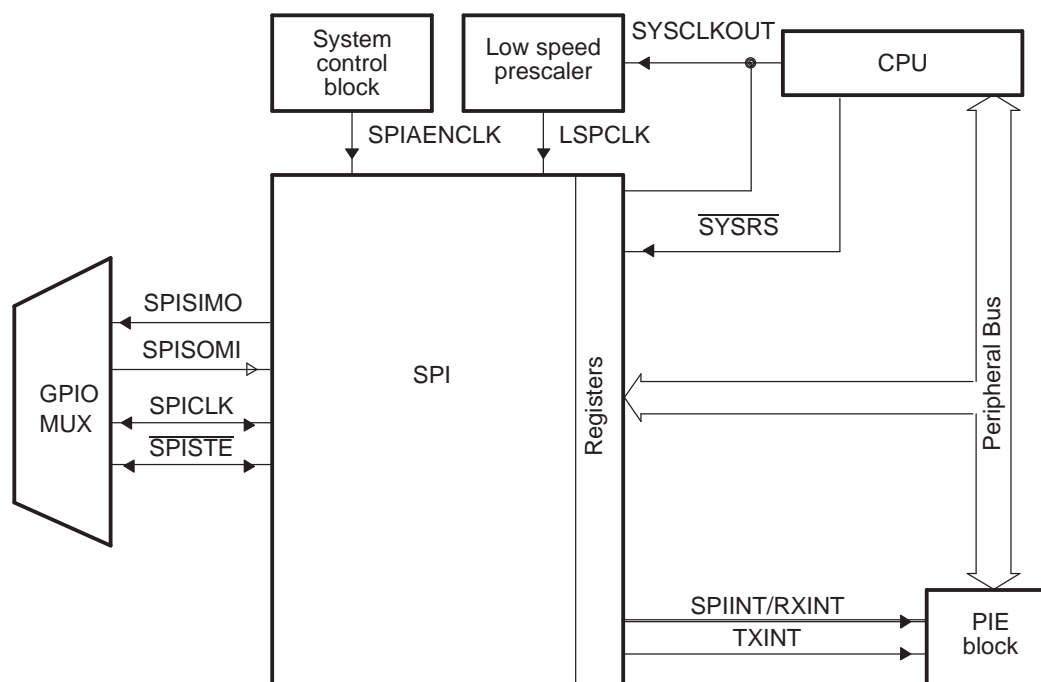 System
control
block
Low speed
prescaler
SYSCLKOUT
CPU
SPIAENCLK
LSPCLK
SYSRS
SPISIMO
SPISOMI
SPICLK
SPISTE
GPIO
MUX
SPI
Registers
Peripheral Bus
SPIINT/RXINT
TXINT
PIE
block